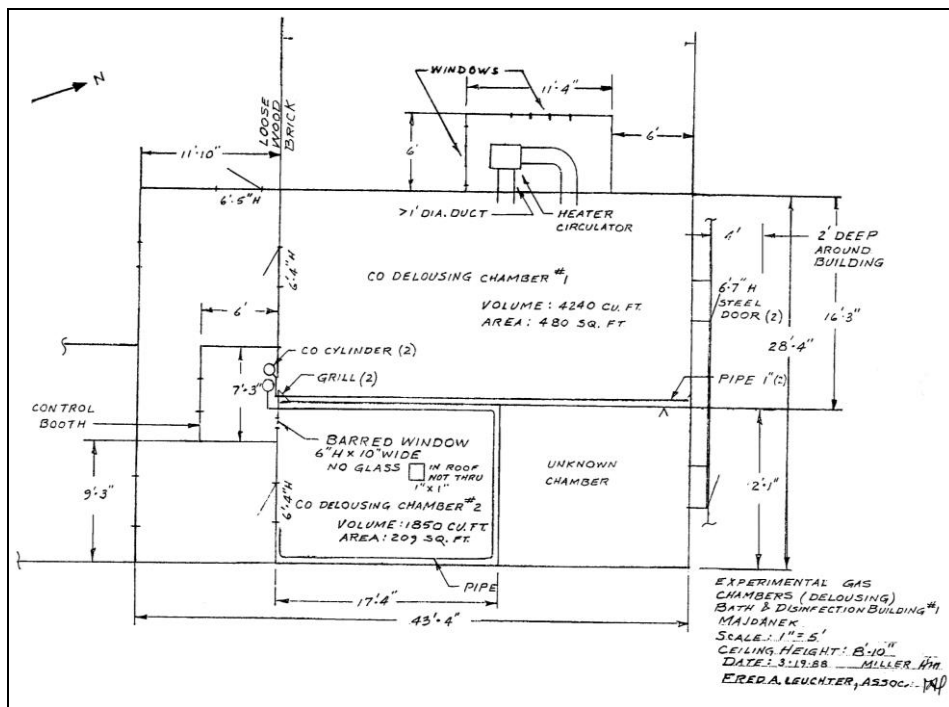 N
LOOSE
WOOD
BRICK
WINDOWS
11'-4"
6'
6'
11'-10"
6'-5"H
>1' DIA. DUCT
HEATER
CIRCULATOR
4'
2' DEEP
AROUND
BUILDING
6'-4"H
CO DELOUSING CHAMBER #1
VOLUME: 4240 CU. FT
AREA: 480 SQ. FT
6'-7"H
STEEL
DOOR (2)
16'-3"
28'-4"
6'
CO CYLINDER (2)
7'-3"
GRILL (2)
PIPE 1" (2)
CONTROL
BOOTH
BARRED WINDOW
6"H X 10" WIDE
NO GLASS
IN ROOF
NOT THRU
1" X 1"
UNKNOWN
CHAMBER
9'-3"
6'-4"H
CO DELOUSING CHAMBER #2
VOLUME: 1850 CU. FT
AREA: 209 SQ. FT.
12'-1"
PIPE
17'-4"
43'-4"
EXPERIMENTAL GAS
CHAMBERS (DELOUSING)
BATH & DISINFECTION BUILDING #1
MAJDANEK
SCALE: 1" = 5'
CEILING HEIGHT: 8'-10"
DATE: 3-19-88 MILLER
FRED A. LEUCHTER, ASSOC.